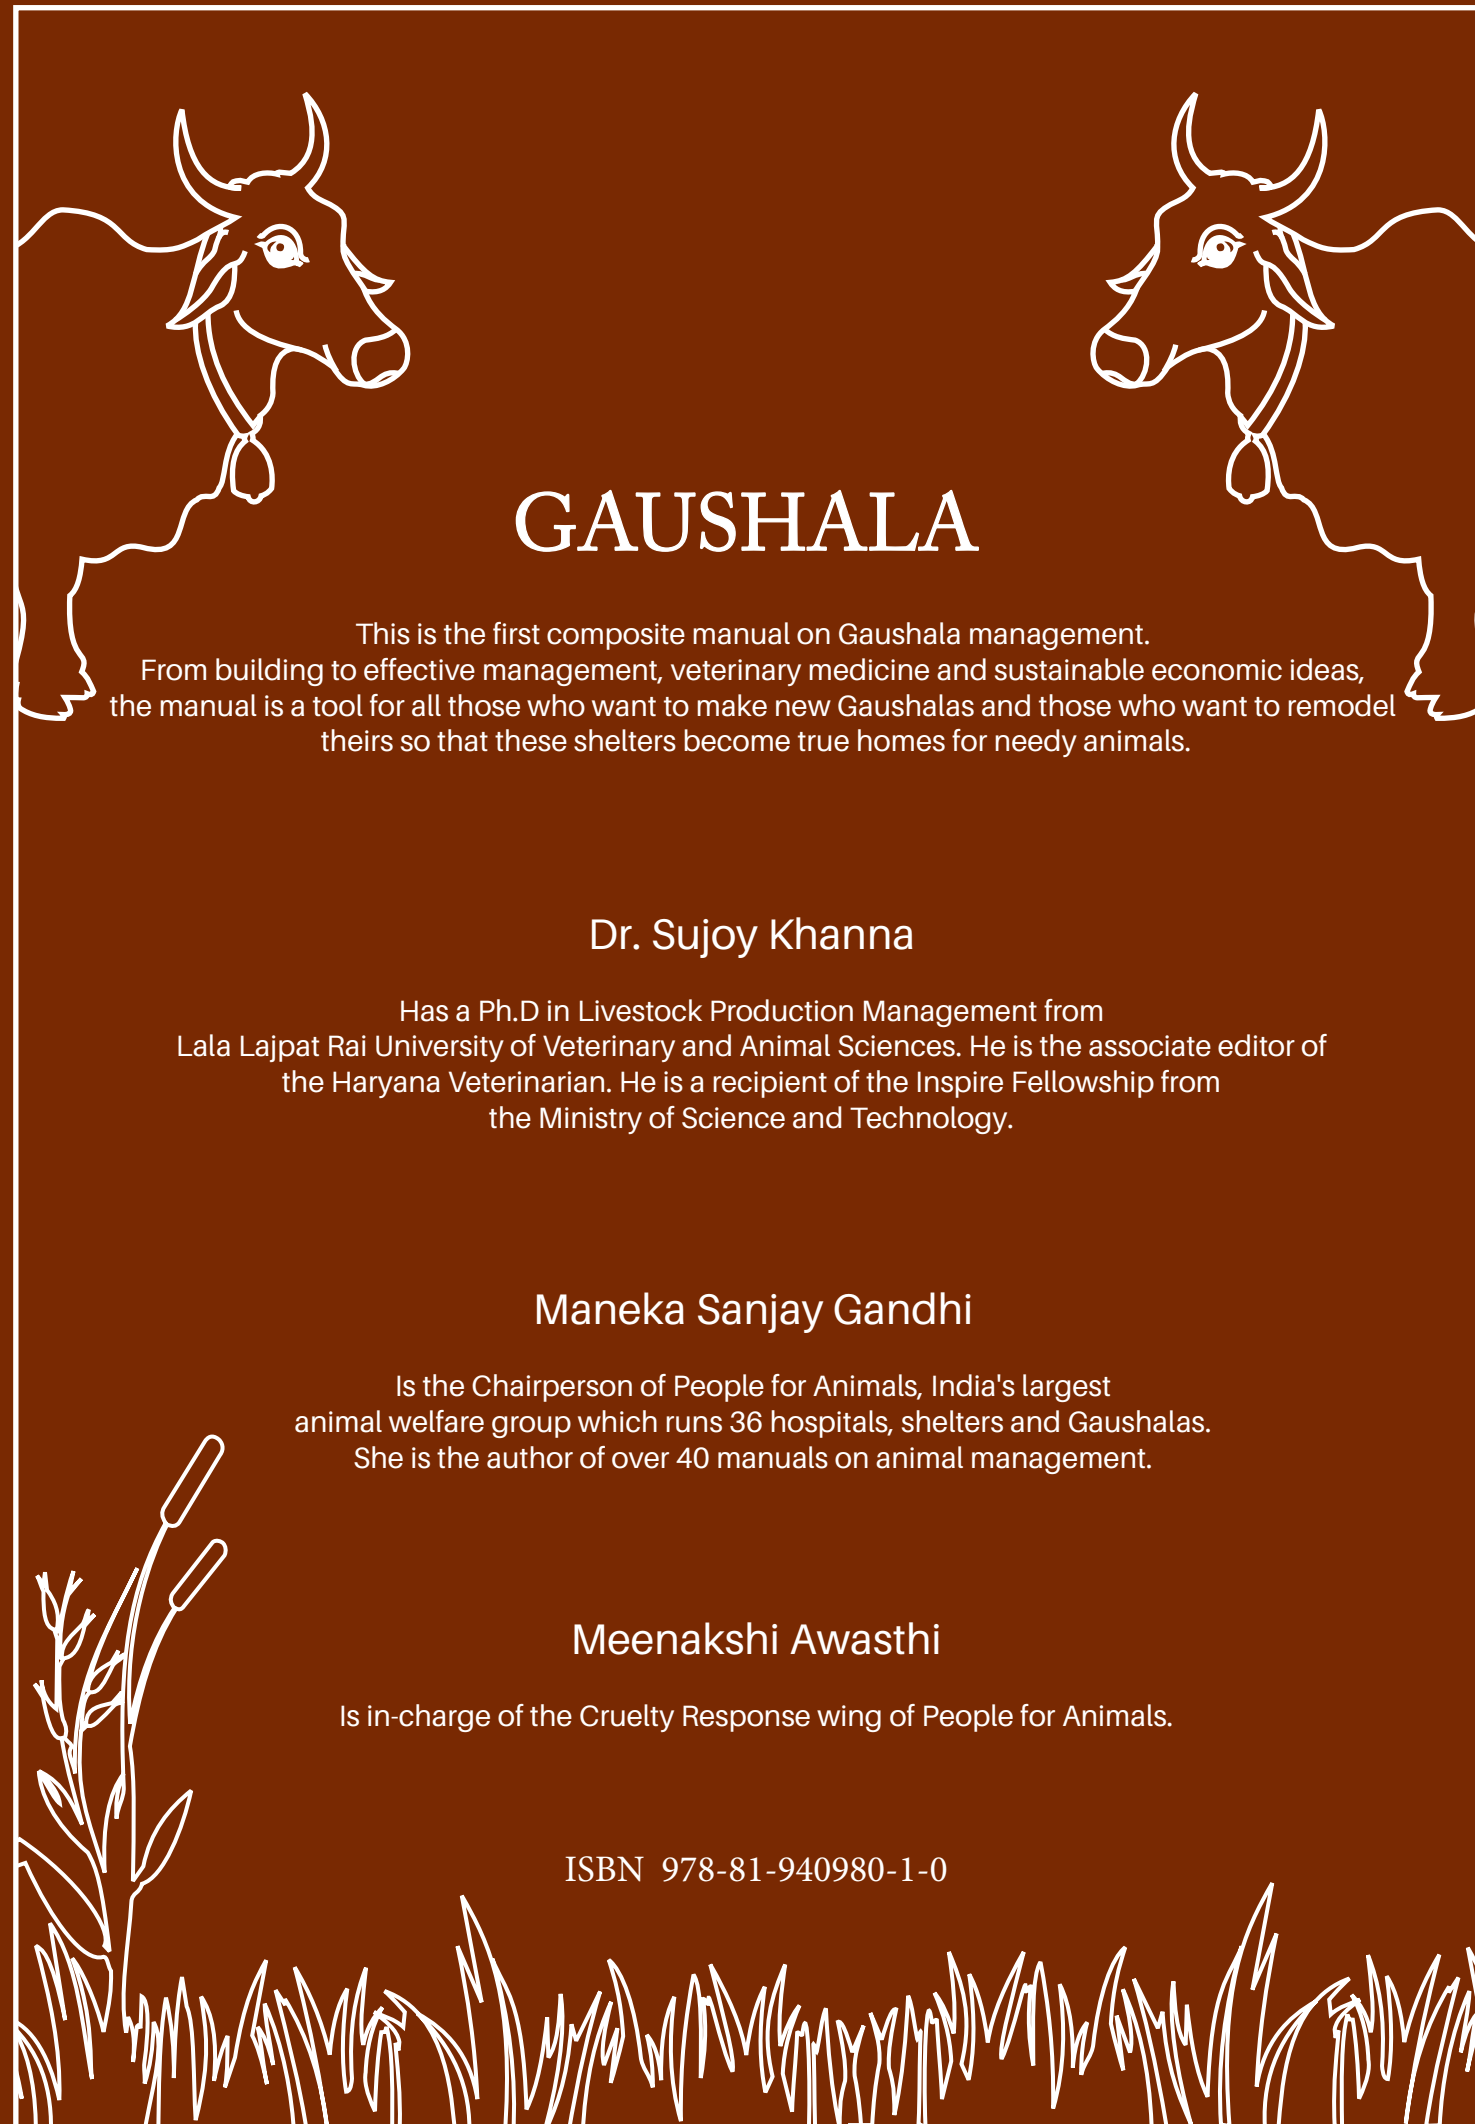 GAUSHALA
This is the first composite manual on Gaushala management.
From building to effective management, veterinary medicine and sustainable economic ideas,
the manual is a tool for all those who want to make new Gaushalas and those who want to remodel
theirs so that these shelters become true homes for needy animals.
Dr. Sujoy Khanna
Has a Ph.D in Livestock Production Management from
Lala Lajpat Rai University of Veterinary and Animal Sciences. He is the associate editor of
the Haryana Veterinarian. He is a recipient of the Inspire Fellowship from
the Ministry of Science and Technology.
Maneka Sanjay Gandhi
Is the Chairperson of People for Animals, India's largest
animal welfare group which runs 36 hospitals, shelters and Gaushalas.
She is the author of over 40 manuals on animal management.
Meenakshi Awasthi
Is in-charge of the Cruelty Response wing of People for Animals.
ISBN 978-81-940980-1-0